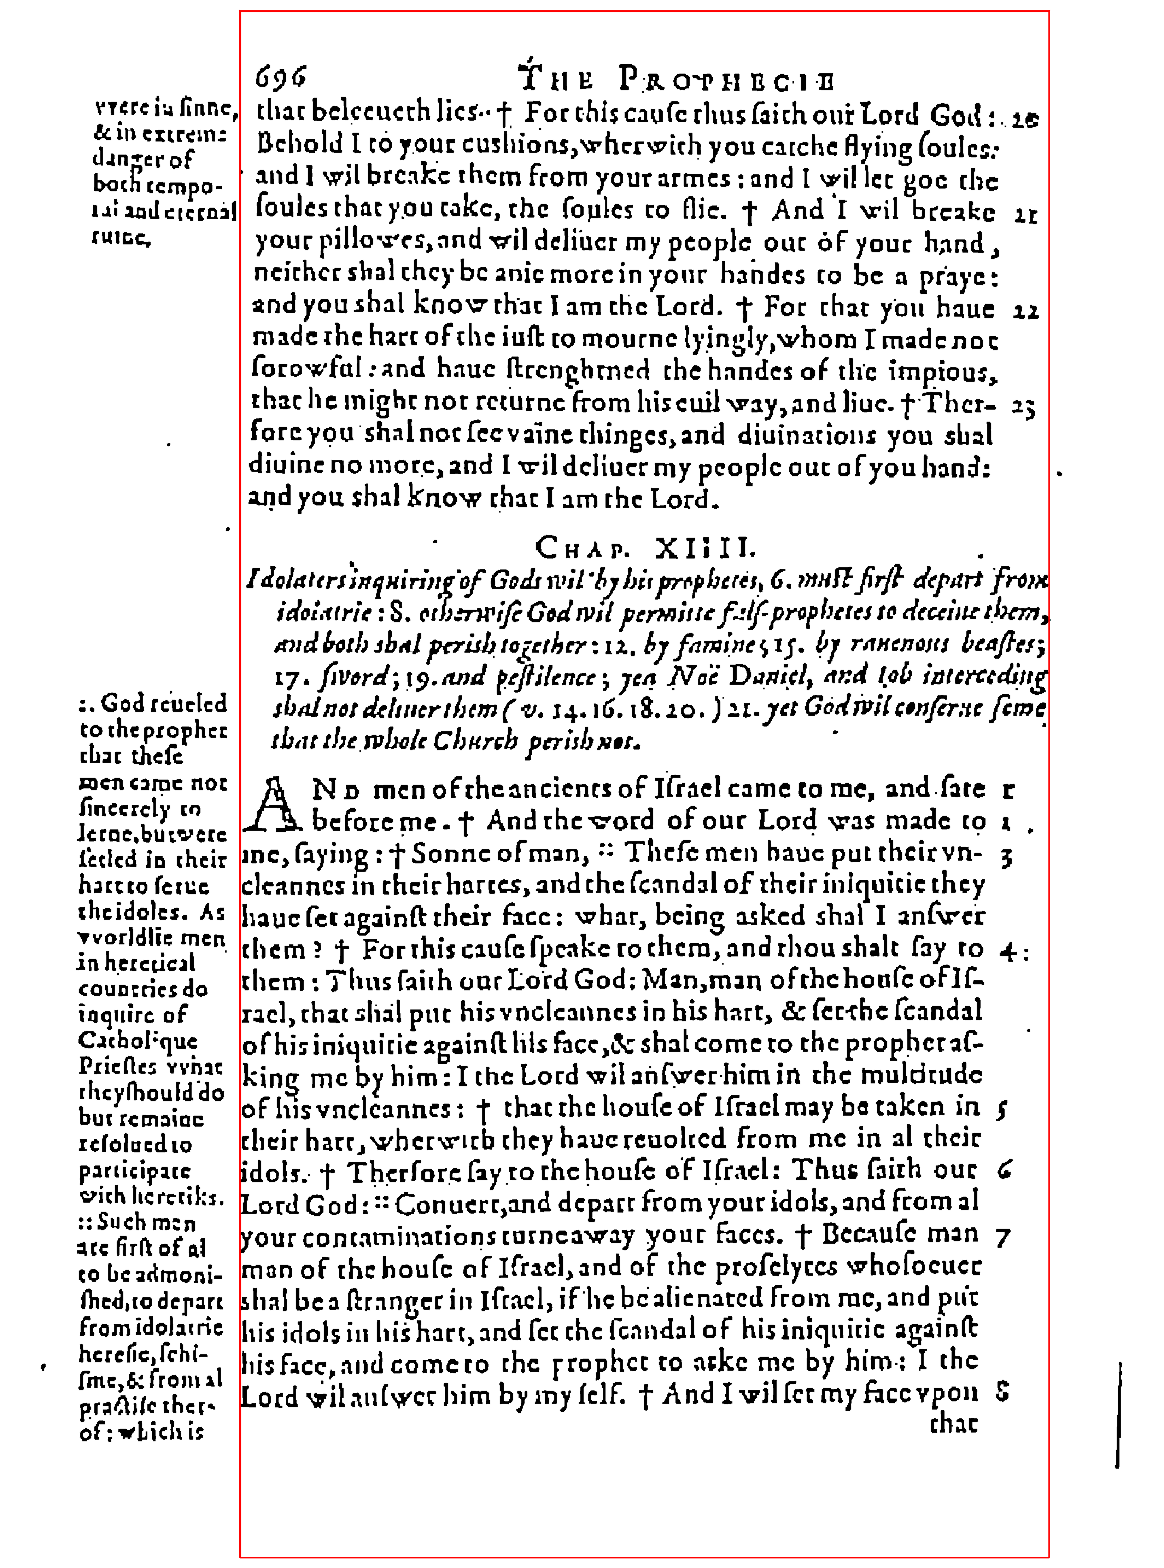 696 THE PROPHECIE
that beleeueth lies. † For this cauſe thus ſaith our Lord God: 20
Behold I to your cushions, wherwith you catche flying ſoules:
and I wil breake them from your armes: and I wil let goe the
ſoules that you take, the ſoules to flie. † And I wil breake 21
your pillowes, and wil deliuer my people out of your hand,
neither shal they be anie more in your handes to be a praye:
and you shal know that I am the Lord. † For that you haue 22
made the hart of the iuſt to mourne lyingly, whom I made not
ſorowful: and haue ſtrenghtned the handes of the impious,
that he might not returne from his euil way, and liue. † Ther- 23
fore you shal not ſee vaine thinges, and diuinations you shal
diuine no more, and I wil deliuer my people out of you hand:
and you shal know that I am the Lord.
CHAP. XIIII.
Idolaters inquiring of Gods wil by his prophetes, 6. muſt firſt depart from
idolatrie: 8. otherwiſe God wil permitte falſ-prophetes to deceiue them,
and both shal perish together: 12. by famine; 15. by rauenous beaſtes;
17. ſword; 19. and peſtilence; yea Noë Daniel, and Iob interceding
shal not deliuer them (v. 14. 16. 18. 20.) 21. yet God wil conſerue ſome
that the whole Church perish not.
AND men of the ancients of Iſrael came to me, and ſate 1
before me. † And the word of our Lord was made to 2
me, ſaying: † Sonne of man, :: Theſe men haue put their vn- 3
cleannes in their hartes, and the ſcandal of their iniquitie they
haue ſet againſt their face: what, being asked shal I anſwer
them? † For this cauſe ſpeake to them, and thou shalt ſay to 4
them: Thus ſaith our Lord God: Man, man of the houſe of Iſ-
rael, that shal put his vncleannes in his hart, & ſet the ſcandal
of his iniquitie againſt his face, & shal come to the prophet aſ-
king me by him: I the Lord wil anſwer him in the multitude
of his vncleannes: † that the houſe of Iſrael may be taken in 5
their hart, wherwith they haue reuolted from me in al their
idols. † Therfore ſay to the houſe of Iſrael: Thus ſaith our 6
Lord God: :: Conuert, and depart from your idols, and from al
your contaminations turne away your faces. † Becauſe man 7
man of the houſe of Iſrael, and of the proſelytes whoſoeuer
shal be a ſtranger in Iſrael, if he be alienated from me, and put
his idols in his hart, and ſet the ſcandal of his iniquitie againſt
his face, and come to the prophet to aske me by him: I the
Lord wil anſwer him by my ſelf. † And I wil ſet my face vpon 8
that
were in ſinne,
& in extreme
danger of
both tempo-
ral and eternal
ruine.
:: God reueled
to the prophet
that theſe
men came not
ſincerely to
ſerue, but were
ſetled in their
hart to ſerue
the idoles. As
worldlie men
in heretical
countries do
inquire of
Catholique
Prieſtes what
they ſhould do
but remaine
reſolued to
participate
with heretiks.
:: Such men
are firſt of al
to be admoni-
ſhed, to depart
from idolatrie
hereſie, ſchi-
ſme, & from al
practiſe ther-
of: which is